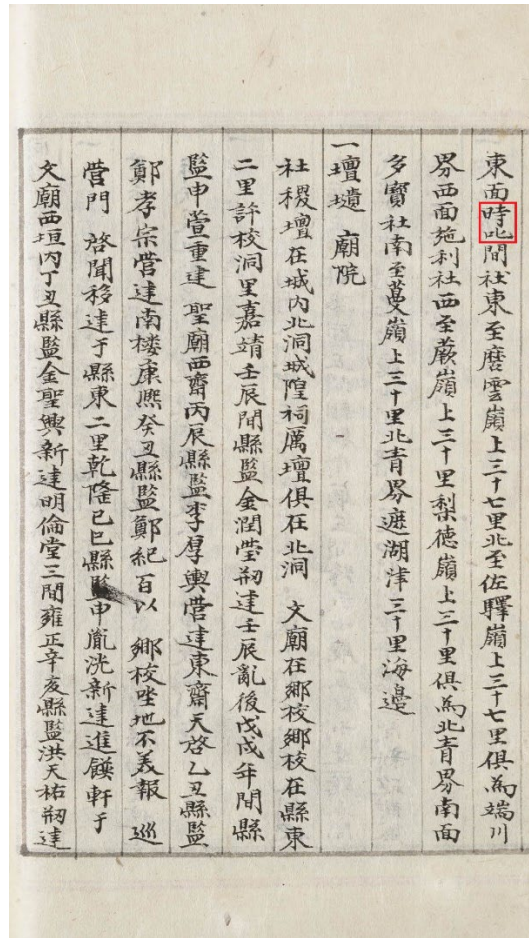 東面時叱間社東至磨雲嶺上三十七里北至佐驛嶺上三十七里俱為端川
界西面施利社西至蕨嶺上三十里梨德嶺上三十里俱為北青界南面
多寶社南至蔓嶺上三十里北青界遮湖津三十里海邊
一壇壝 廟院
社稷壇在城內北洞城隍祠厲壇俱在北洞 文廟在鄉校鄉校在縣東
二里許校洞里嘉靖壬辰間縣監金潤瑩刱建壬辰亂後戊戌年間縣
監申萱重建 聖廟西齋丙辰縣監李厚輿營建東齋天啓乙丑縣監
鄭孝宗營建南楼康熙癸丑縣監鄭紀百以 鄉校坐地不美報 巡
營門 啓聞移建于縣東二里乾隆己巳縣監申胤洸新建進饌軒于
文廟西垣內丁丑縣監金聖興新建明倫堂三間雍正辛亥縣監洪天祐刱建